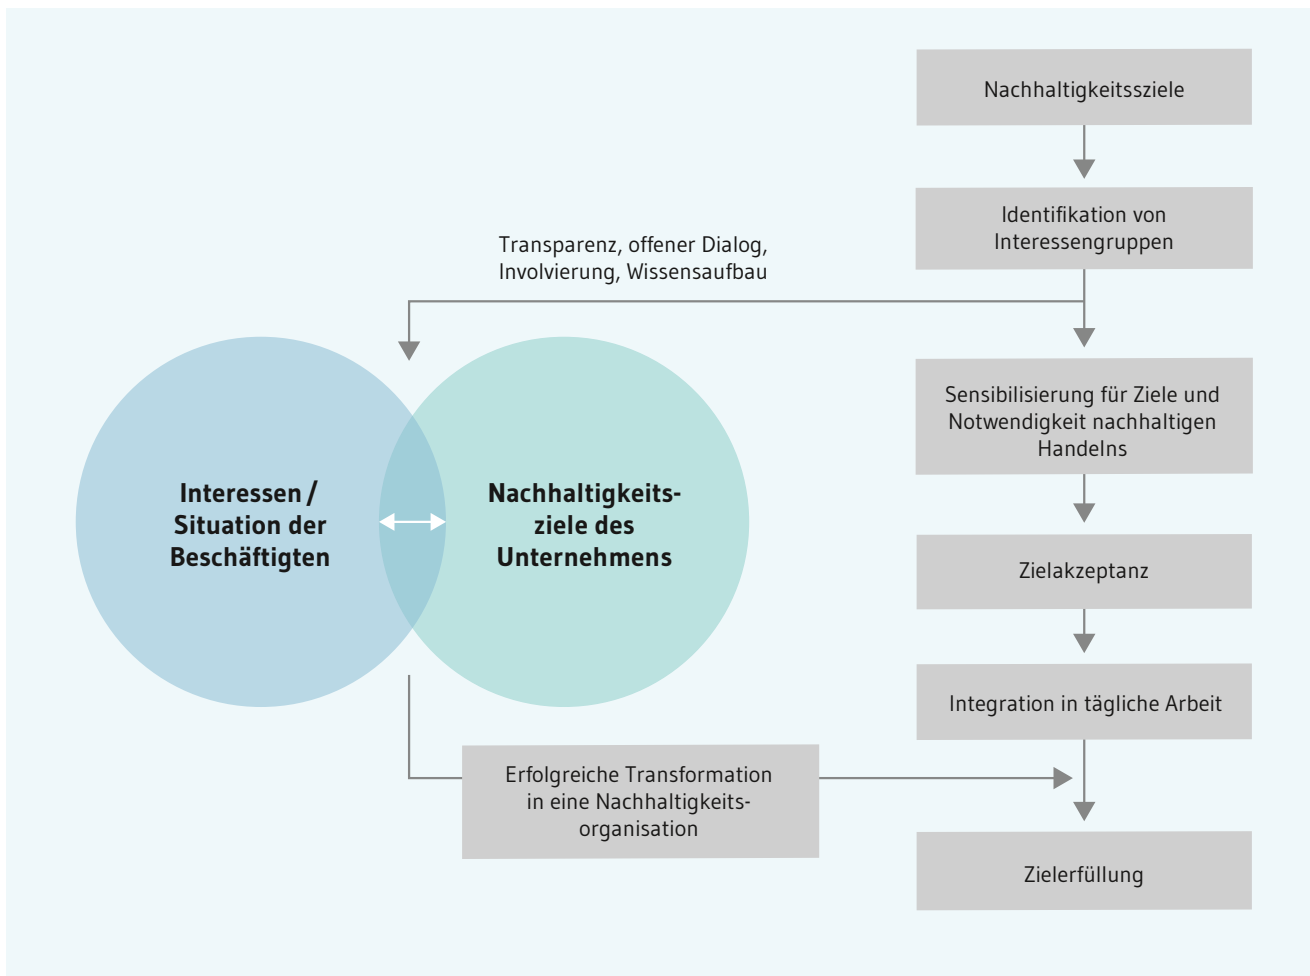 Nachhaltigkeitssziele
Identifikation von
Interessengruppen
Transparenz, offener Dialog,
Involvierung, Wissensaufbau
Sensibilisierung für Ziele und
Notwendigkeit nachhaltigen
Handelns
Interessen /
Situation der
Beschäftigten
Nachhaltigkeits-
ziele des
Unternehmens
Zielakzeptanz
Integration in tägliche Arbeit
Erfolgreiche Transformation
in eine Nachhaltigkeits-
organisation
Zielerfüllung